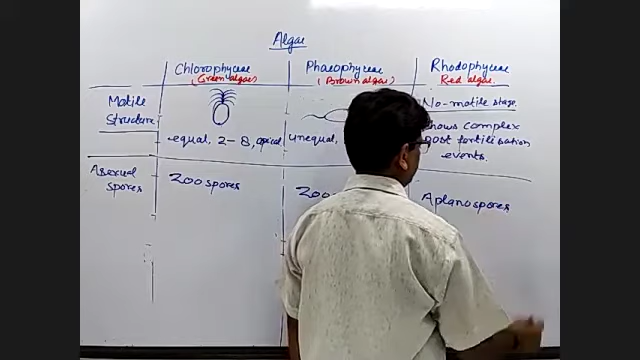 Algae
Chlorophyceae
(Green algae)
Phaeophyceae
(Brown algae)
Rhodophyceae
Red algae
Motile
Structure
equal, 2-8, apical
unequal,
No-motile stage
shows complex
post fertilisation
events.
Asexual
spores
Zoospores
Zoo
Aplanospores